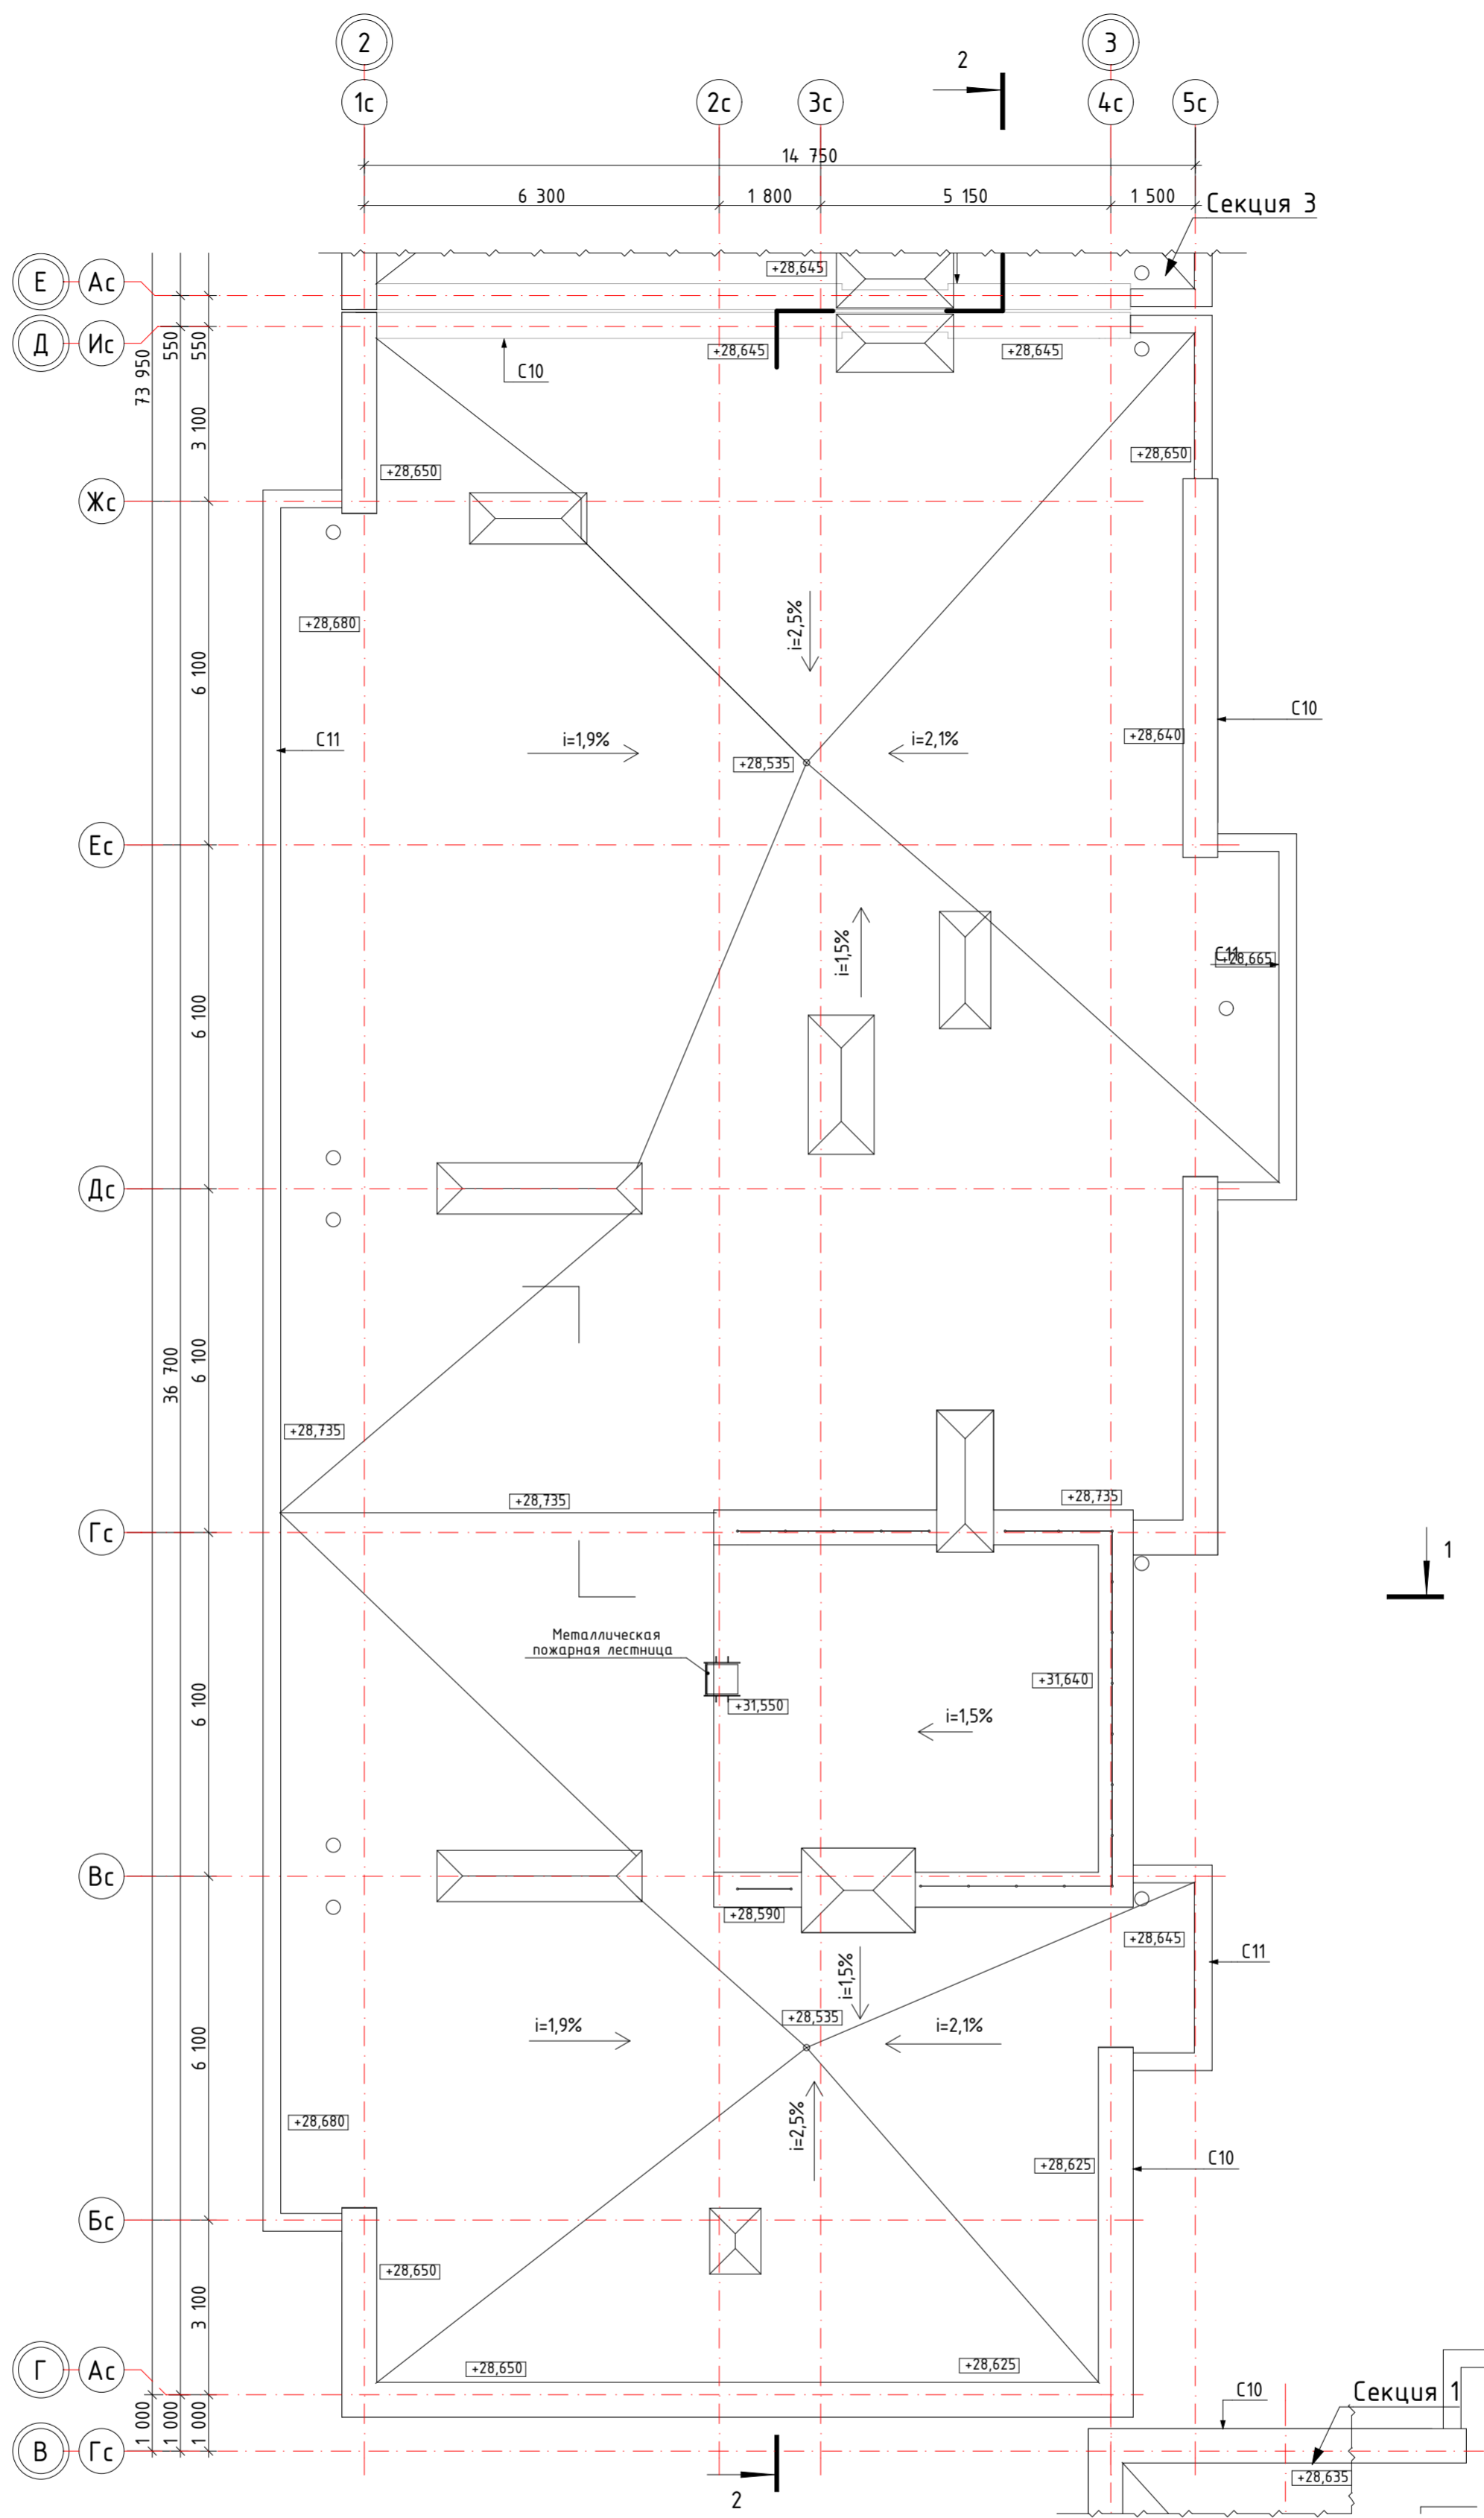 2
3
2
1с
2с
3с
4с
5с
14 750
6 300
1 800
5 150
1 500
Секция 3
Е
Ас
+28,645
Д
Ис
550
550
+28,645
+28,645
С10
73 950
3 100
+28,650
+28,650
Жс
+28,680
i=2,5%
6 100
С10
С11
i=1,9%
i=2,1%
+28,640
+28,535
Ес
i=1,5%
С11
+28,665
6 100
Дс
36 700
6 100
+28,735
+28,735
+28,735
Гс
1
Металлическая
пожарная лестница
+31,640
+31,550
6 100
i=1,5%
Вс
+28,590
+28,645
С11
i=1,5%
+28,535
i=1,9%
i=2,1%
6 100
+28,680
i=2,5%
+28,625
С10
Бс
+28,650
3 100
Г
Ас
+28,650
+28,625
С10
Секция 1
1 000
1 000
1 000
В
Гс
+28,635
2